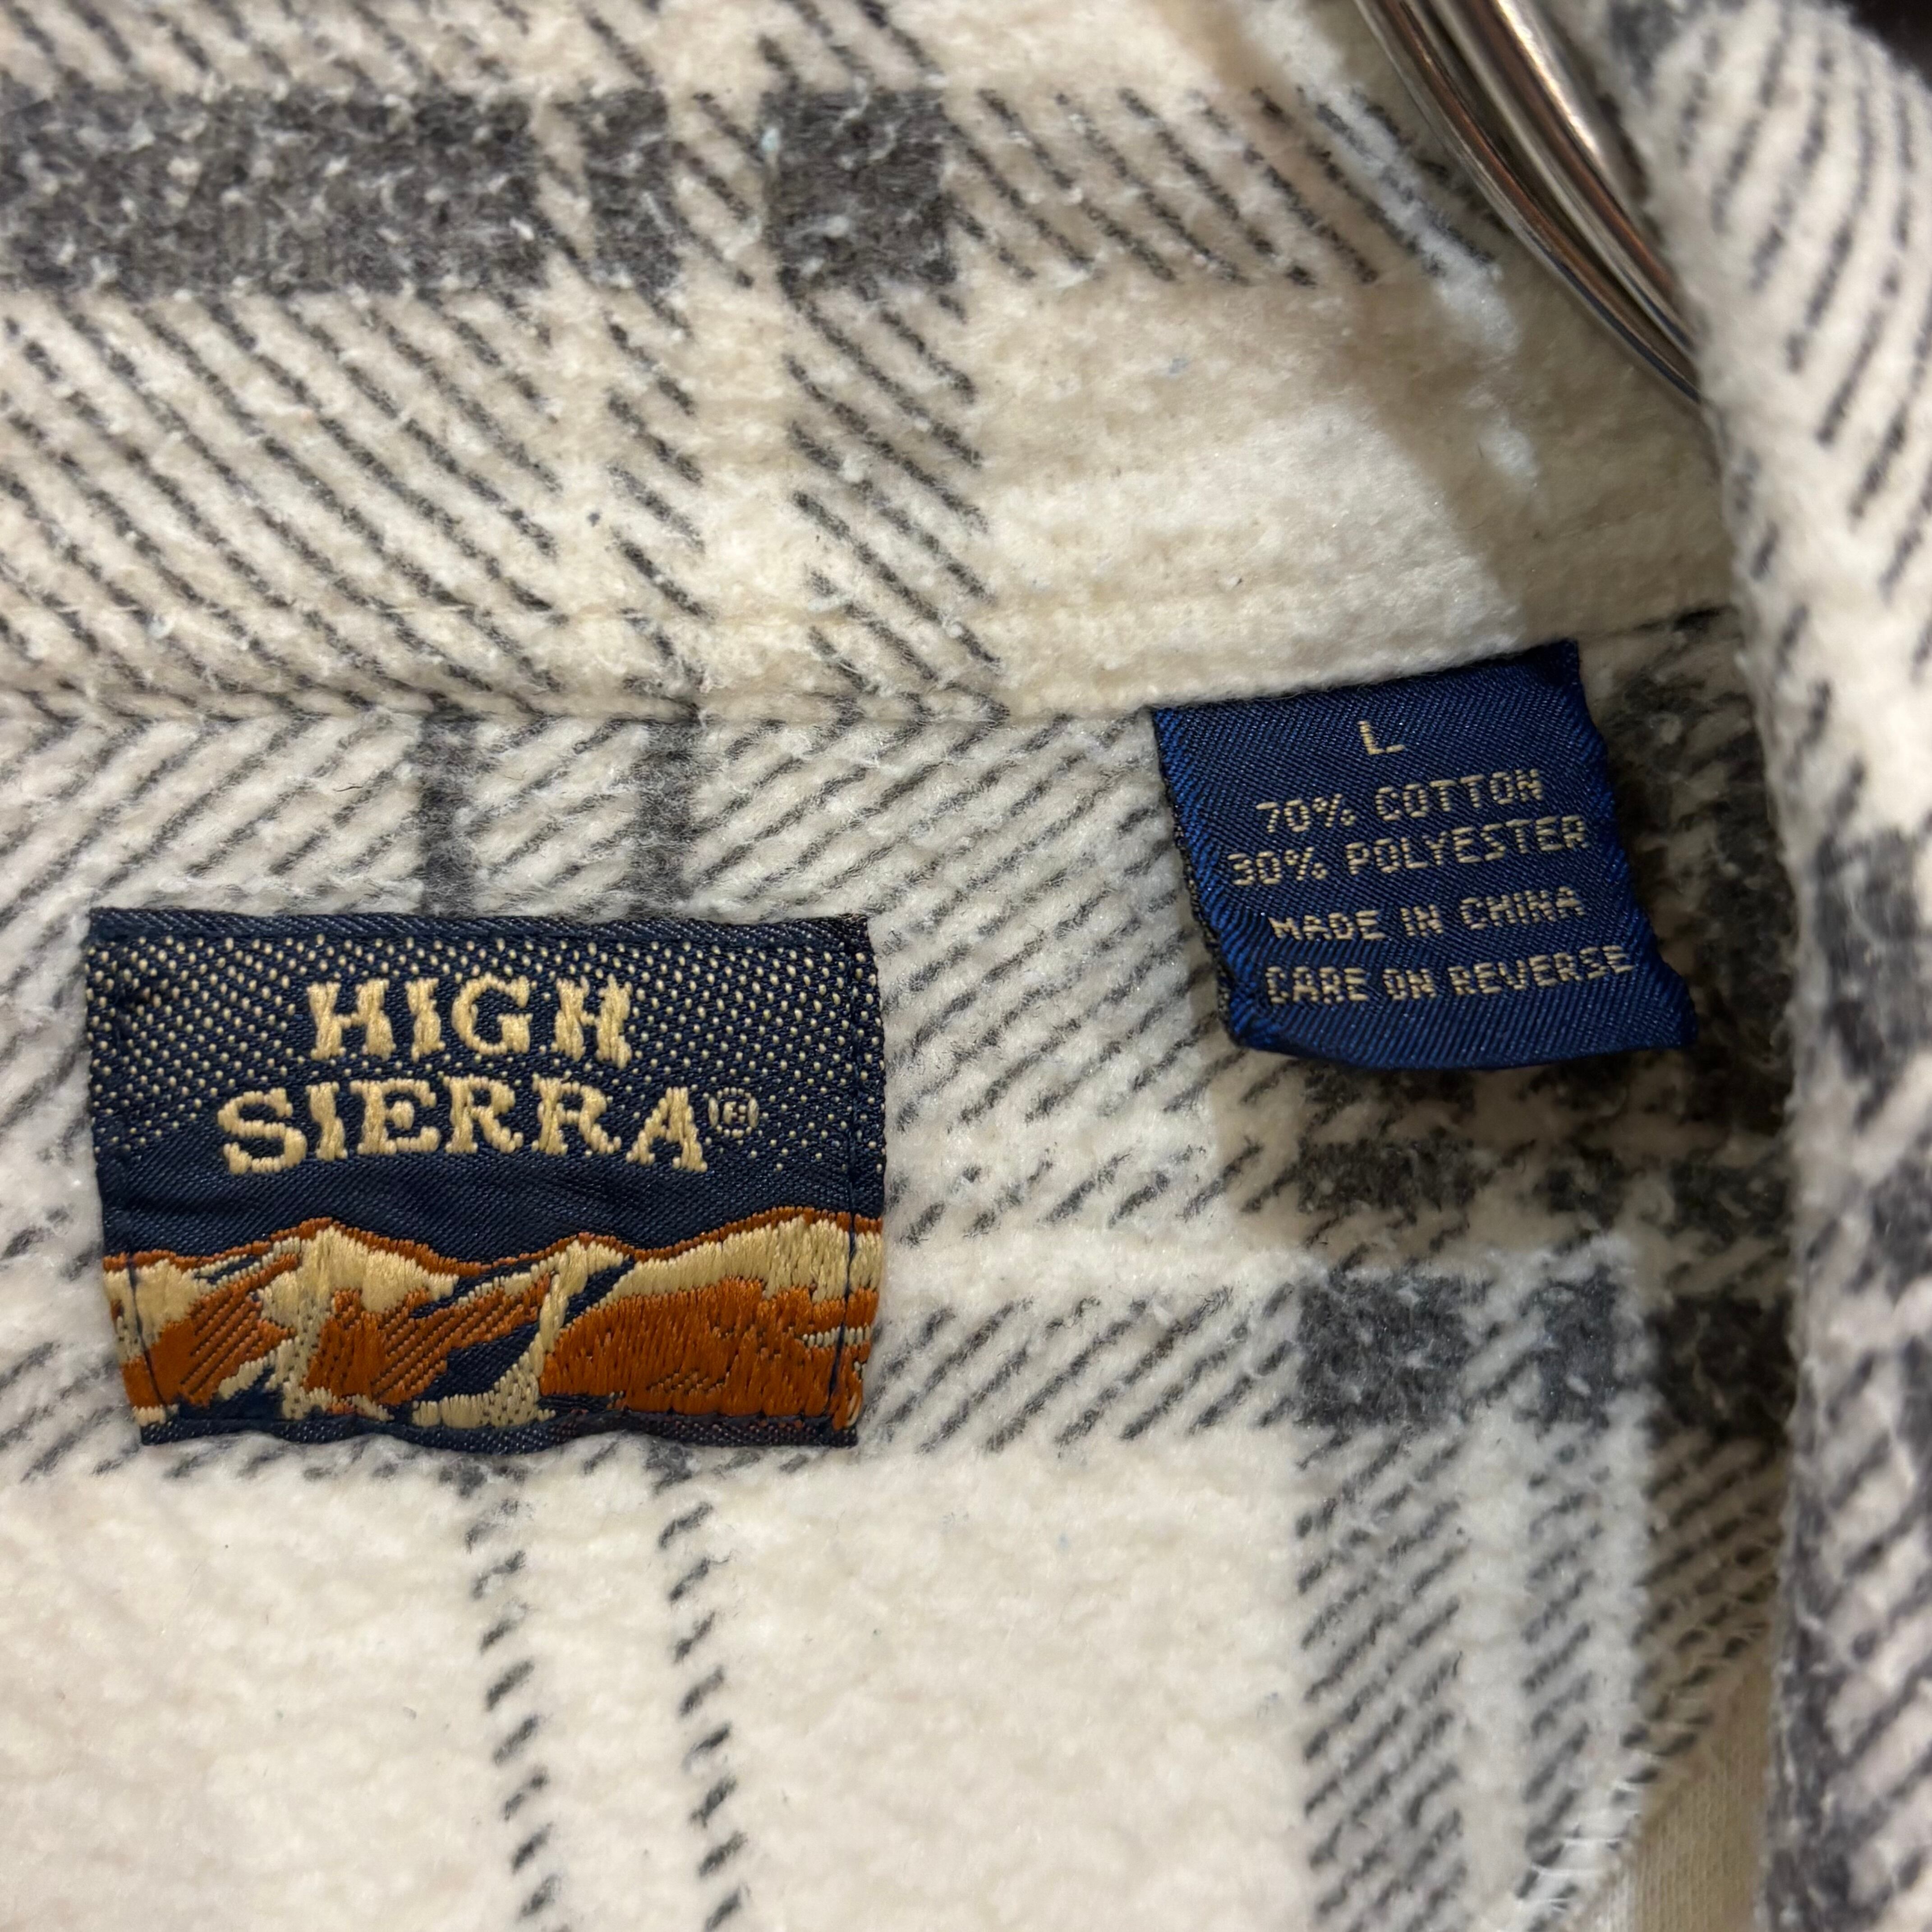 HIGH
SIERRA®
L
70% COTTON
30% POLYESTER
MADE IN CHINA
CARE ON REVERSE